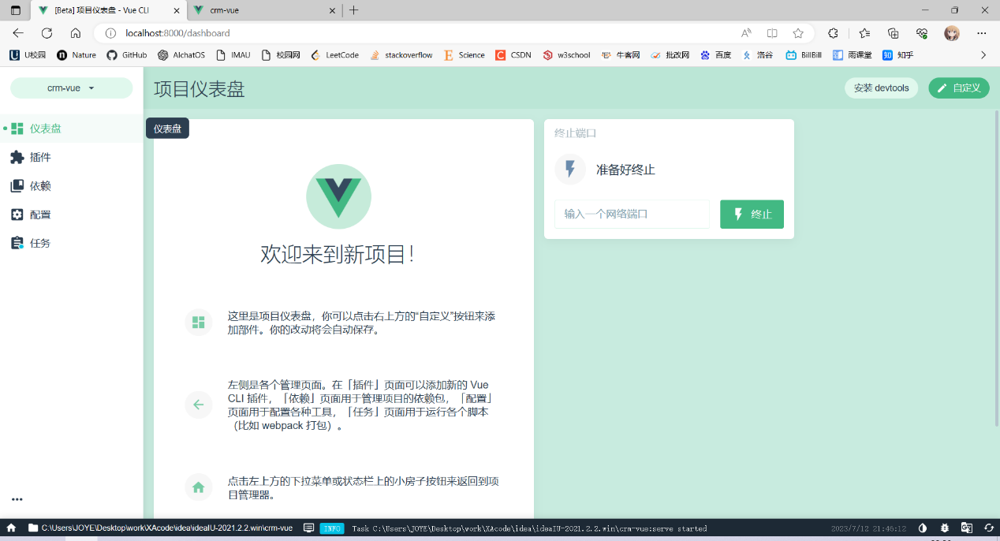 [Beta] 项目仪表盘 - Vue CLI
crm-vue
localhost:8000/dashboard
U校园 Nature GitHub AIchatOS IMAU 校园网 LeetCode stackoverflow Science CSDN w3school 牛客网 批改网 百度 洛谷 BillBill 雨课堂 知乎
crm-vue
项目仪表盘
安装 devtools
自定义
仪表盘
插件
依赖
配置
任务
仪表盘
欢迎来到新项目!
这里是项目仪表盘，你可以点击右上方的“自定义”按钮来添
加部件。你的改动将会自动保存。
左侧是各个管理页面。在「插件」页面可以添加新的 Vue
CLI 插件，「依赖」页面用于管理项目的依赖包，「配置」
页面用于配置各种工具，「任务」页面用于运行各个脚本
（比如 webpack 打包）。
点击左上方的下拉菜单或状态栏上的小房子按钮来返回到项
目管理器。
终止端口
准备好终止
输入一个网络端口
终止
C:\Users\JOYE\Desktop\work\XAcode\idea\ideaIU-2021.2.2.win\crm-vue
INFO
Task C:\Users\JOYE\Desktop\work\XAcode\idea\ideaIU-2021.2.2.win\crm-vue:serve started
2023/7/12 21:45:12